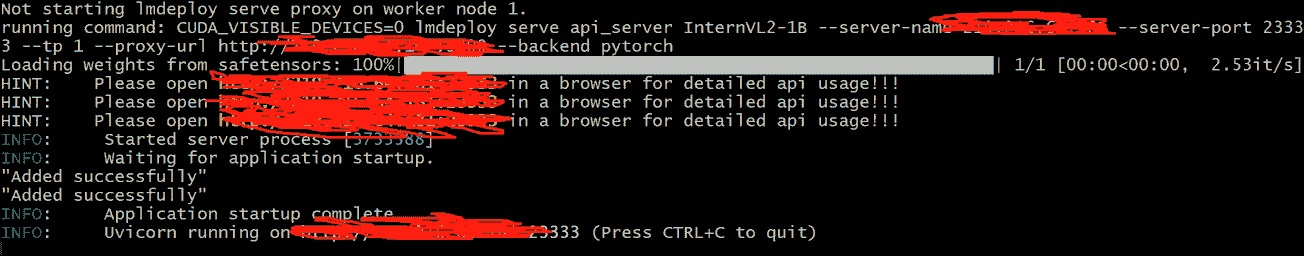 Not starting lmdeploy serve proxy on worker node 1.
running command: CUDA_VISIBLE_DEVICES=0 lmdeploy serve api_server InternVL2-1B --server-name --server-port 2333
3 --tp 1 --proxy-url http:/ --backend pytorch
Loading weights from safetensors: 100%| | 1/1 [00:00<00:00, 2.53it/s]
HINT: Please open in a browser for detailed api usage!!!
HINT: Please open in a browser for detailed api usage!!!
HINT: Please open in a browser for detailed api usage!!!
INFO: Started server process [3733588]
INFO: Waiting for application startup.
"Added successfully"
"Added successfully"
INFO: Application startup complete
INFO: Uvicorn running on 23333 (Press CTRL+C to quit)